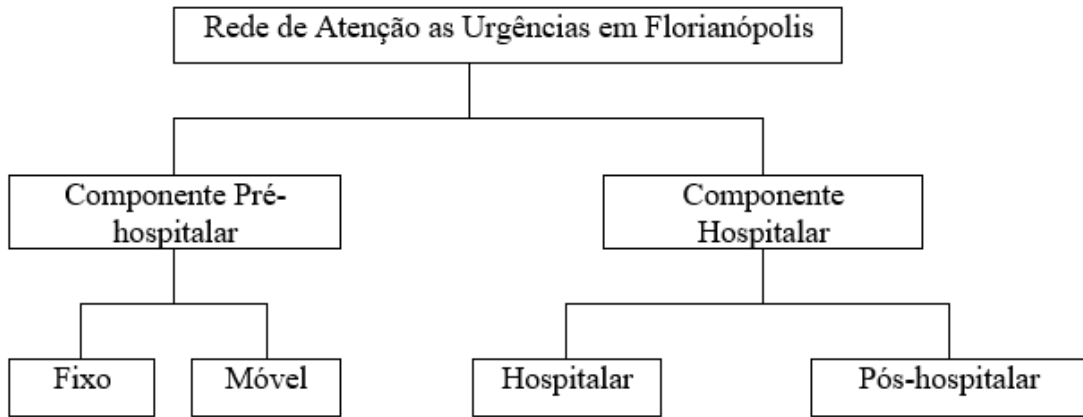 Rede de Atenção as Urgências em Florianópolis
Componente Pré-
hospitalar
Componente
Hospitalar
Fixo
Móvel
Hospitalar
Pós-hospitalar